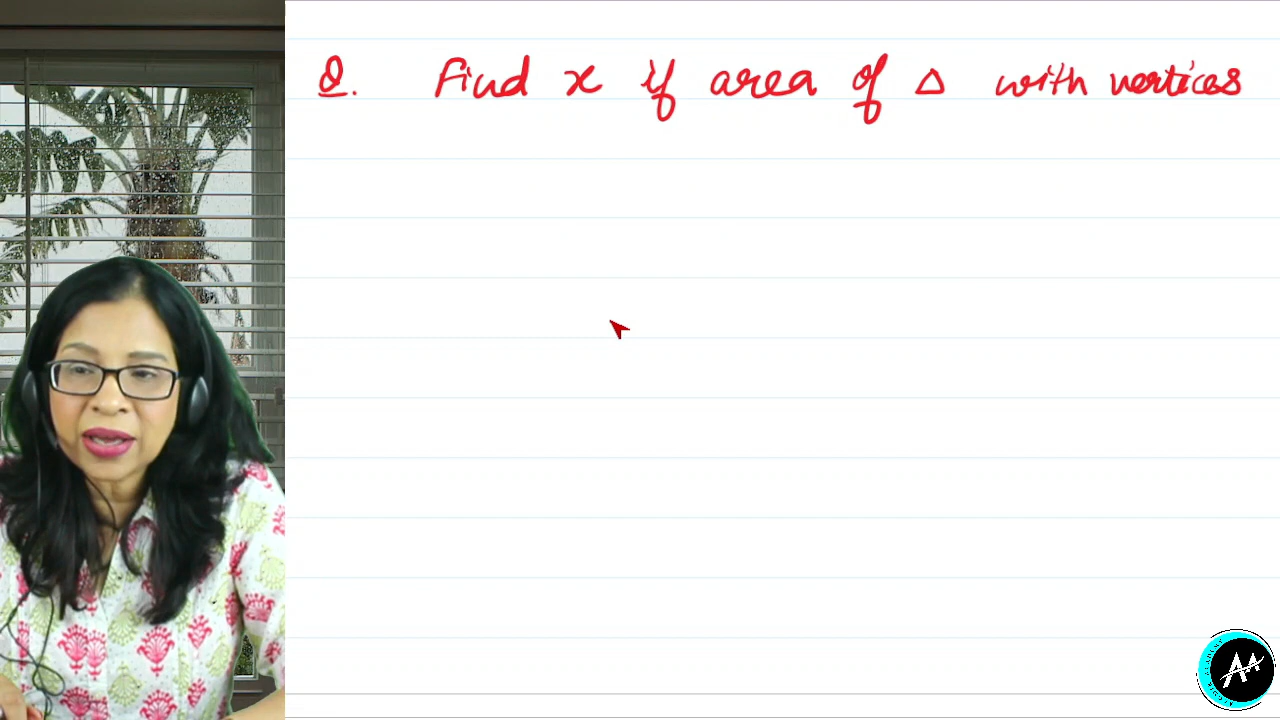 Q. Find x if area of Δ with vertices
A+